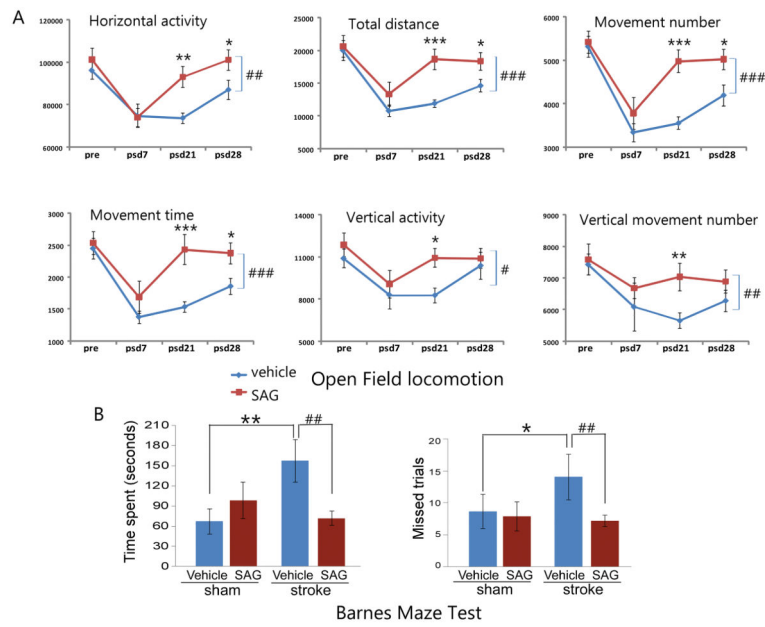 A
Horizontal activity
100000
80000
60000
pre psd7 psd21 psd28
**
*
##
Total distance
25000
20000
15000
10000
5000
pre psd7 psd21 psd28
***
*
###
Movement number
6000
5000
4000
3000
pre psd7 psd21 psd28
***
*
###
Movement time
3000
2500
2000
1500
1000
pre psd7 psd21 psd28
***
*
###
Vertical activity
11000
8000
5000
pre psd7 psd21 psd28
*
#
Vertical movement number
9000
8000
7000
6000
5000
pre psd7 psd21 psd28
**
##
vehicle
SAG
Open Field locomotion
B
Time spent (seconds)
210
180
150
120
90
60
30
0
**
##
Vehicle SAG Vehicle SAG
sham stroke
Missed trials
20
15
10
5
0
*
##
Vehicle SAG Vehicle SAG
sham stroke
Barnes Maze Test